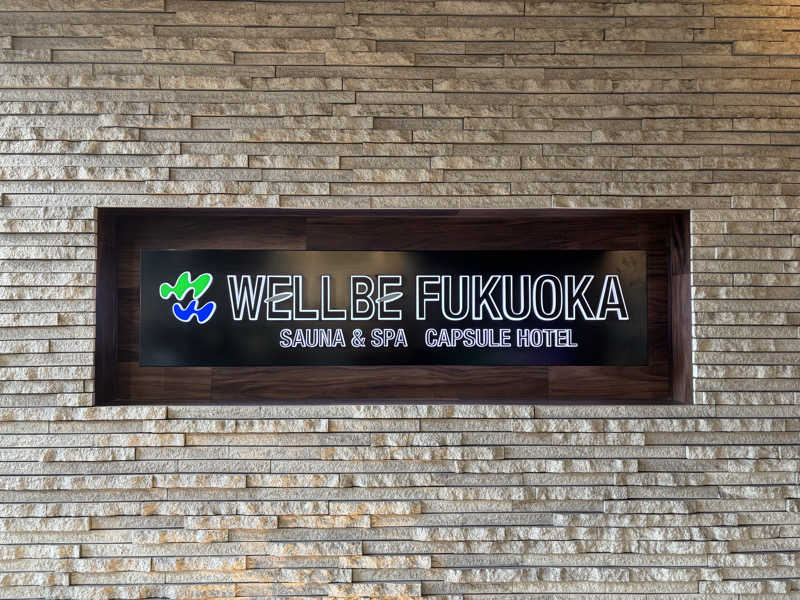 WELLBE FUKUOKA
SAUNA & SPA CAPSULE HOTEL